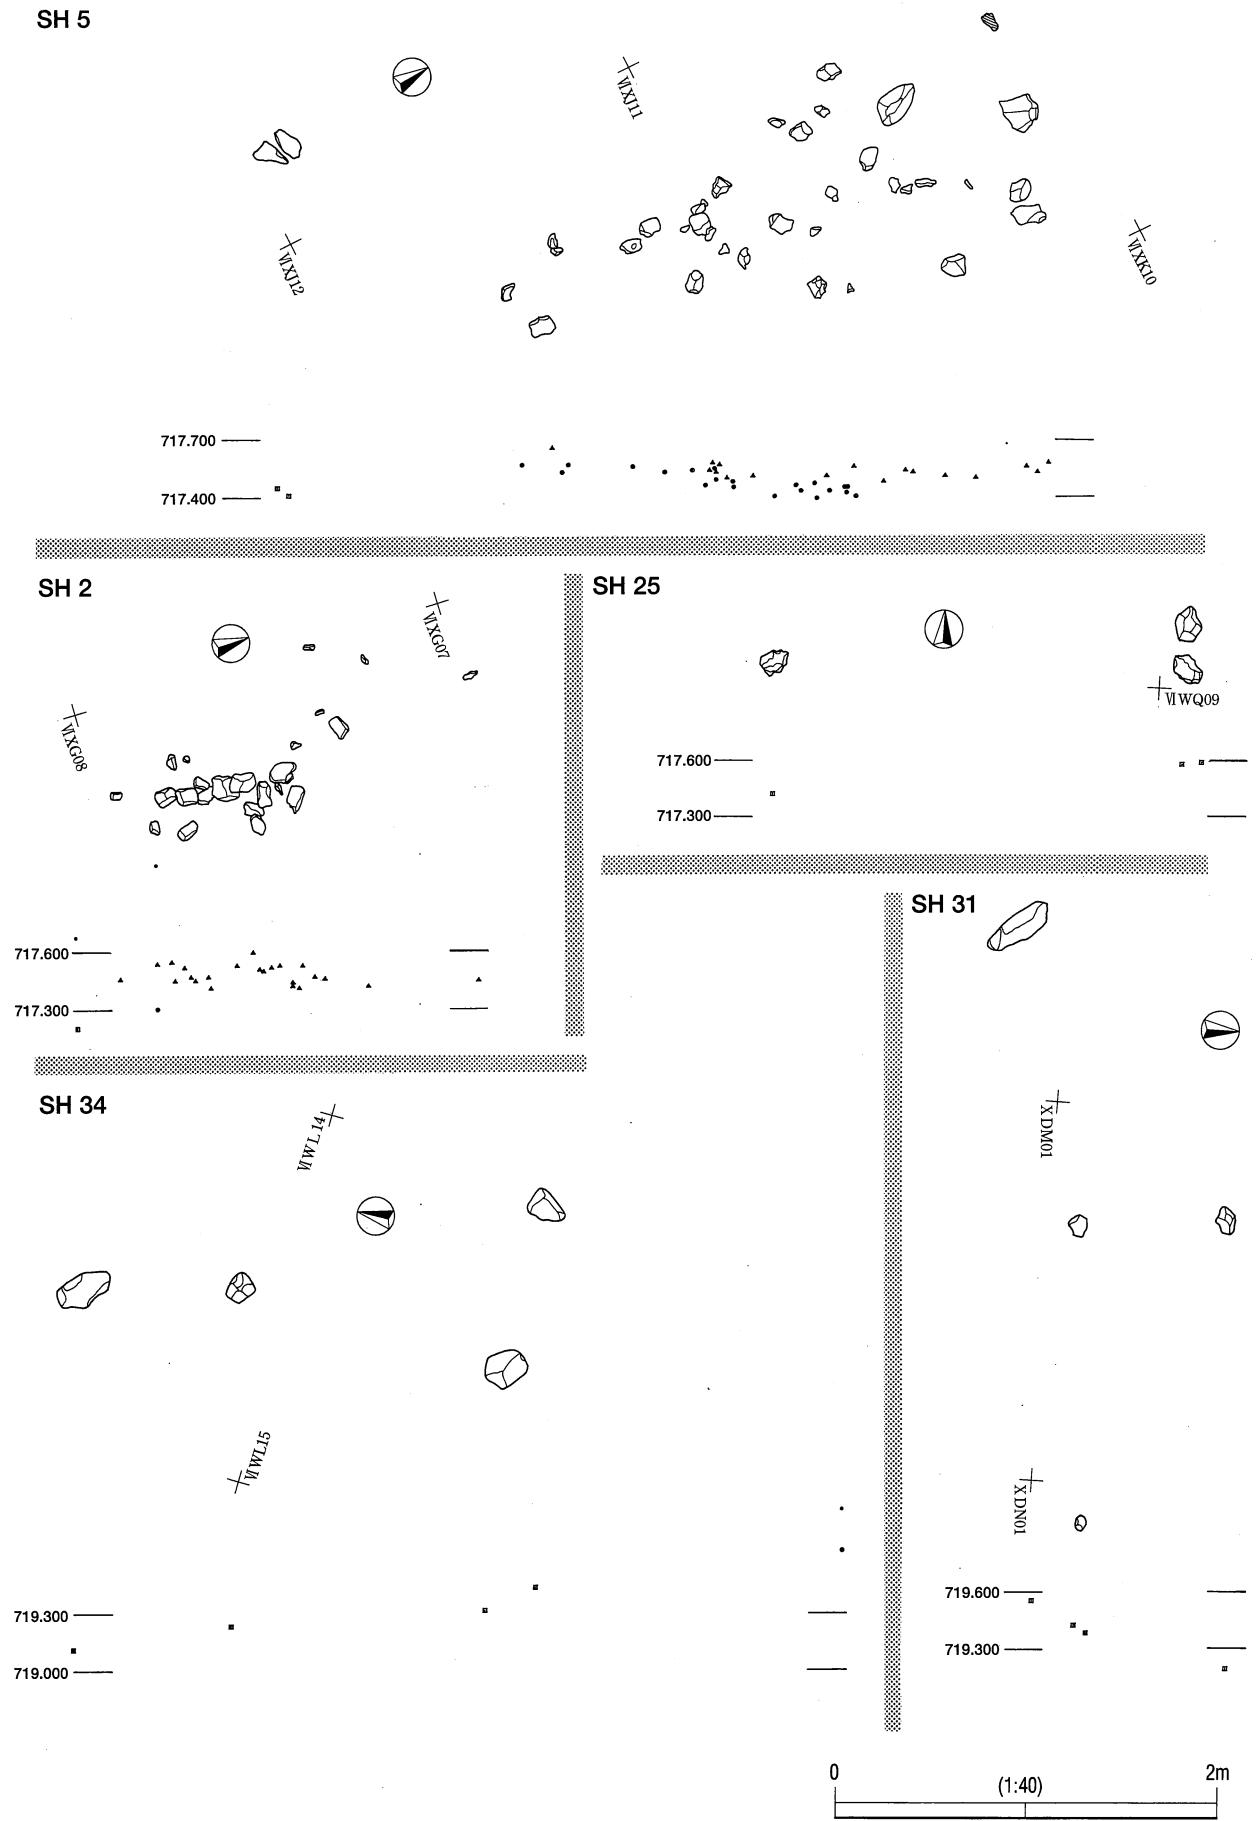 SH 5
ⅥXJ11
ⅥXJ12
ⅥXK10
717.700
717.400
SH 2
ⅥXG07
ⅥXG08
717.600
717.300
SH 25
ⅥWQ09
717.600
717.300
SH 31
XDM01
XDN01
719.600
719.300
SH 34
ⅥWL14
ⅥWL15
719.300
719.000
0
(1:40)
2m